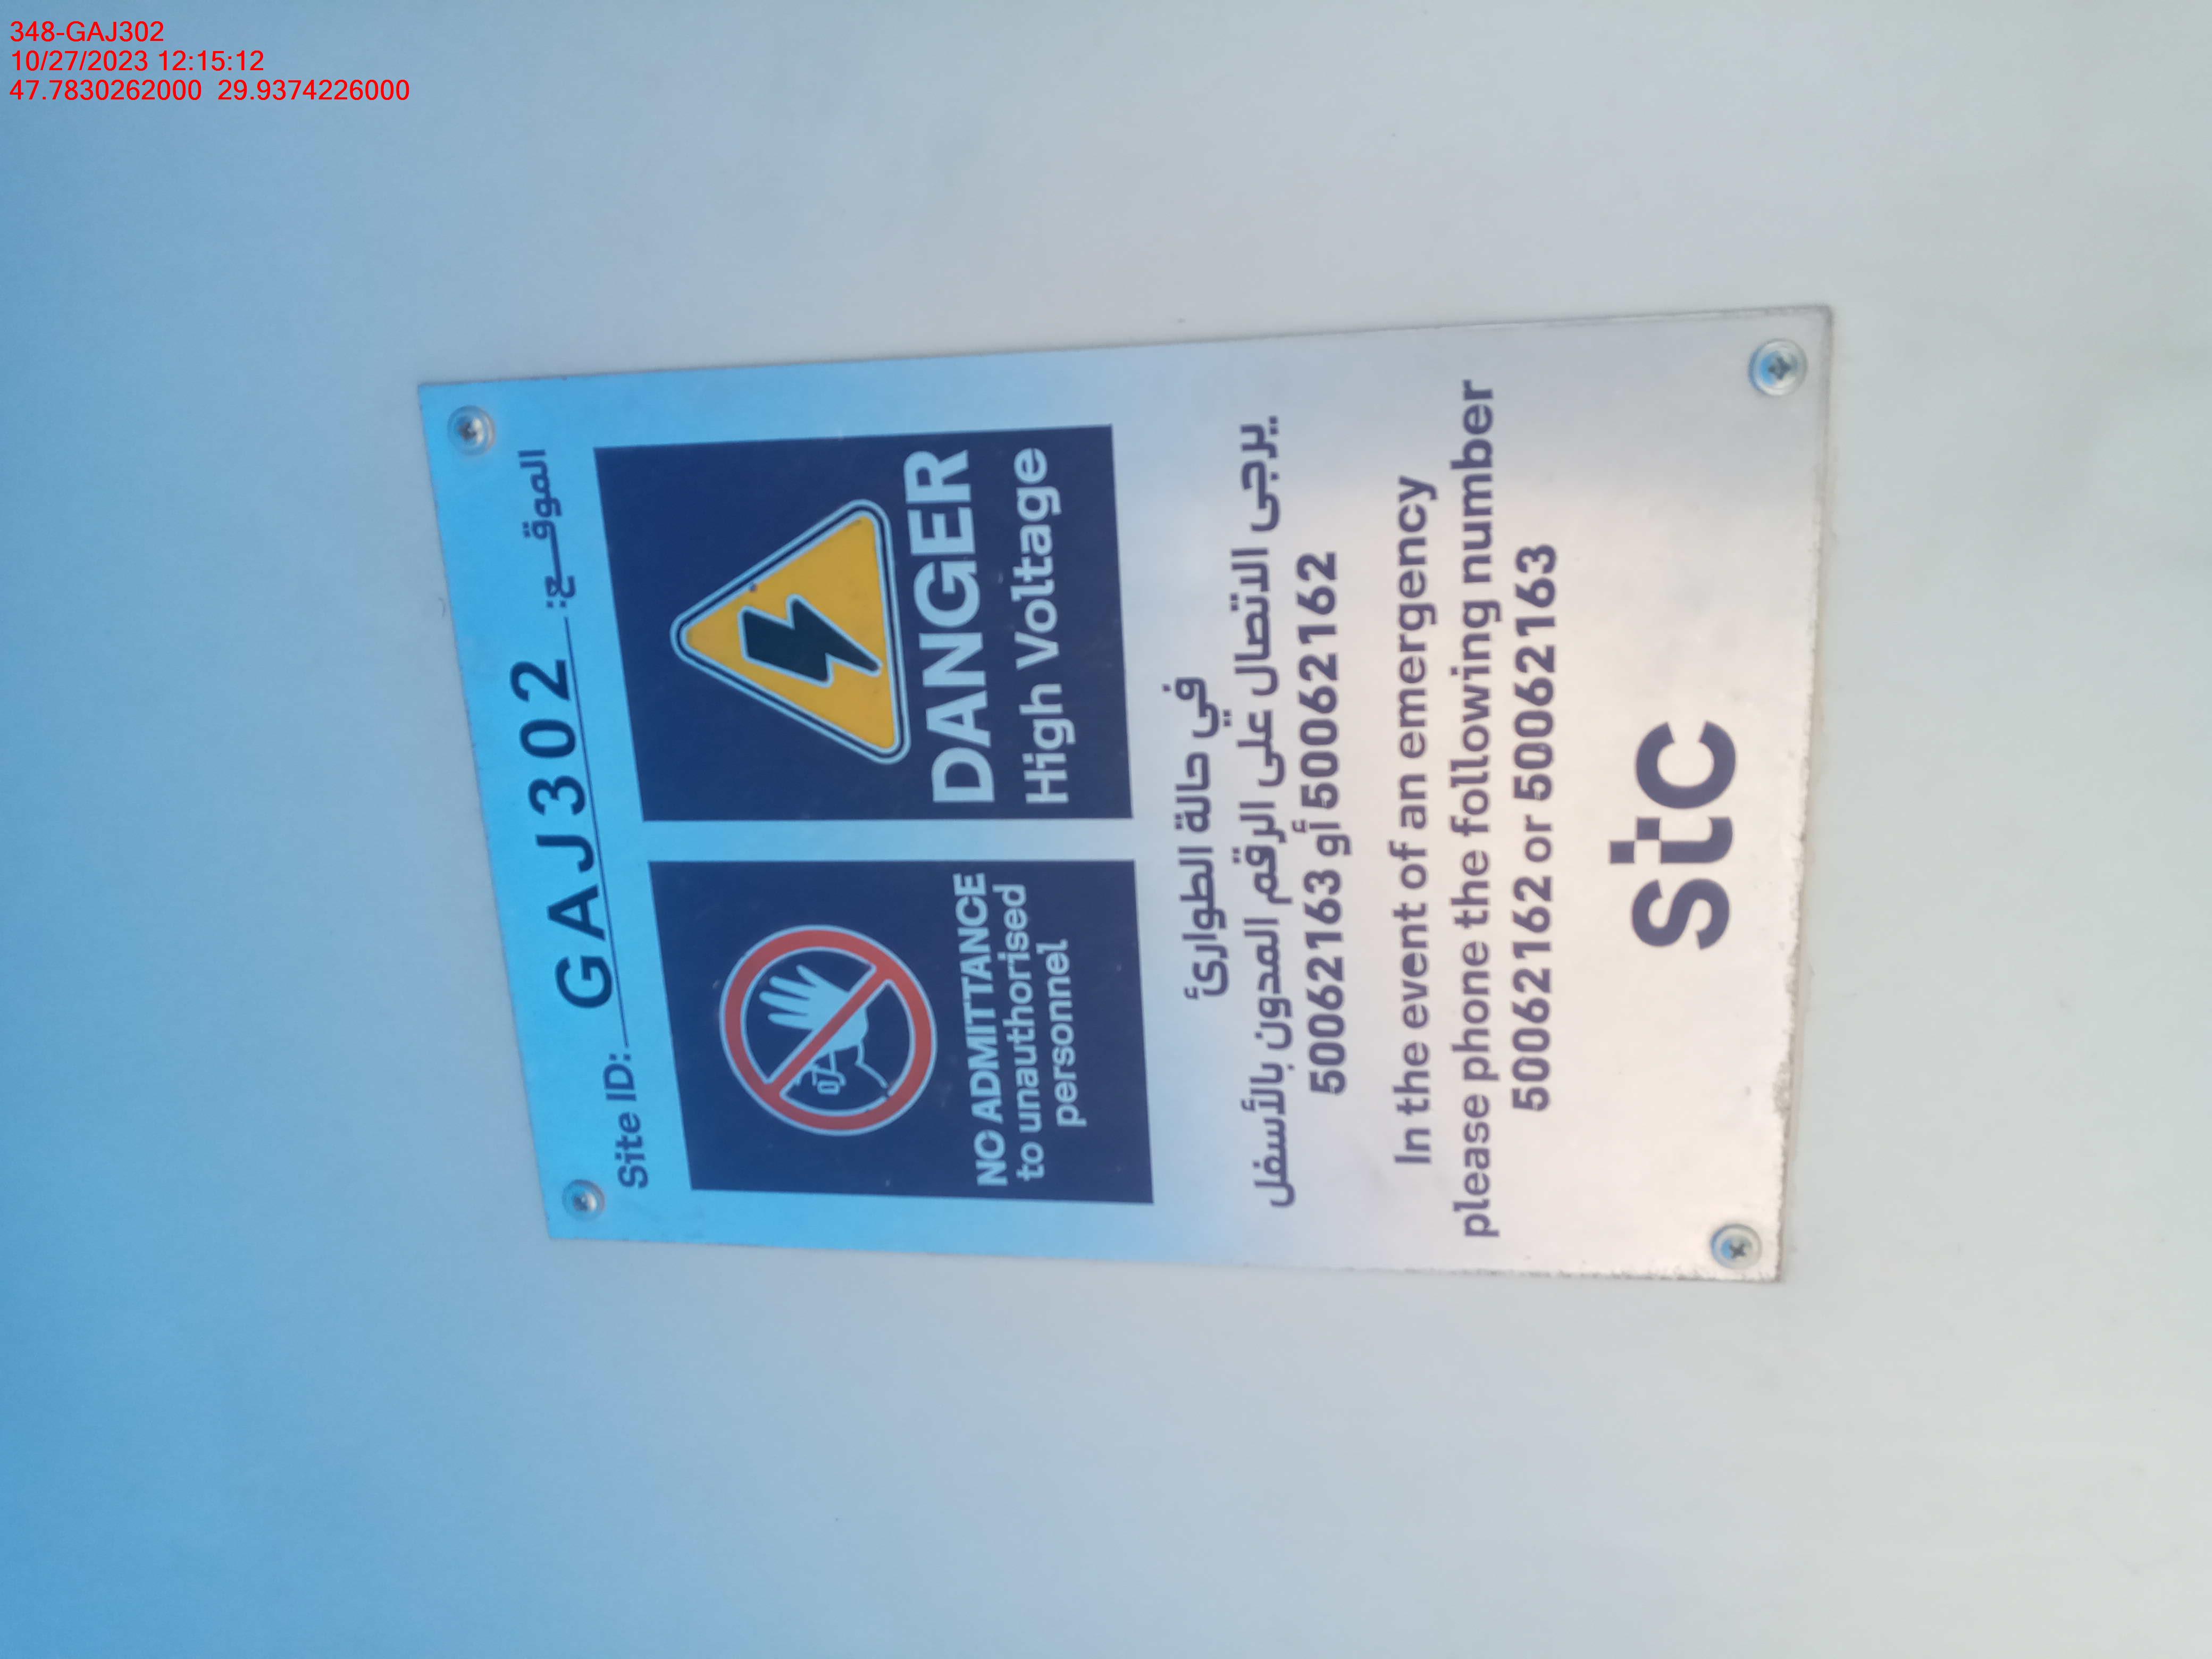 348-GAJ302
10/27/2023 12:15:12
47.7830262000 29.9374226000
Site ID: GAJ302 الموقـــع:
NO ADMITTANCE
to unauthorised
personnel
DANGER
High Voltage
في حالة الطوارئ
يرجى الاتصال على الرقم المدون بالأسفل
50062162 أو 50062163
In the event of an emergency
please phone the following number
50062162 or 50062163
stc